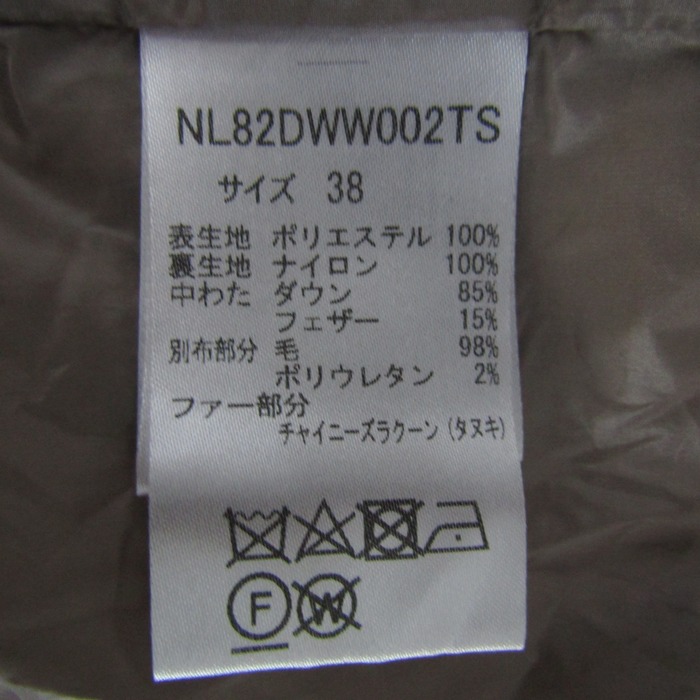 NL82DWW002TS
サイズ 38
表生地 ポリエステル 100%
裏生地 ナイロン 100%
中わた ダウン 85%
フェザー 15%
別布部分 毛 98%
ポリウレタン 2%
ファー部分
チャイニーズラクーン (タヌキ)
F W